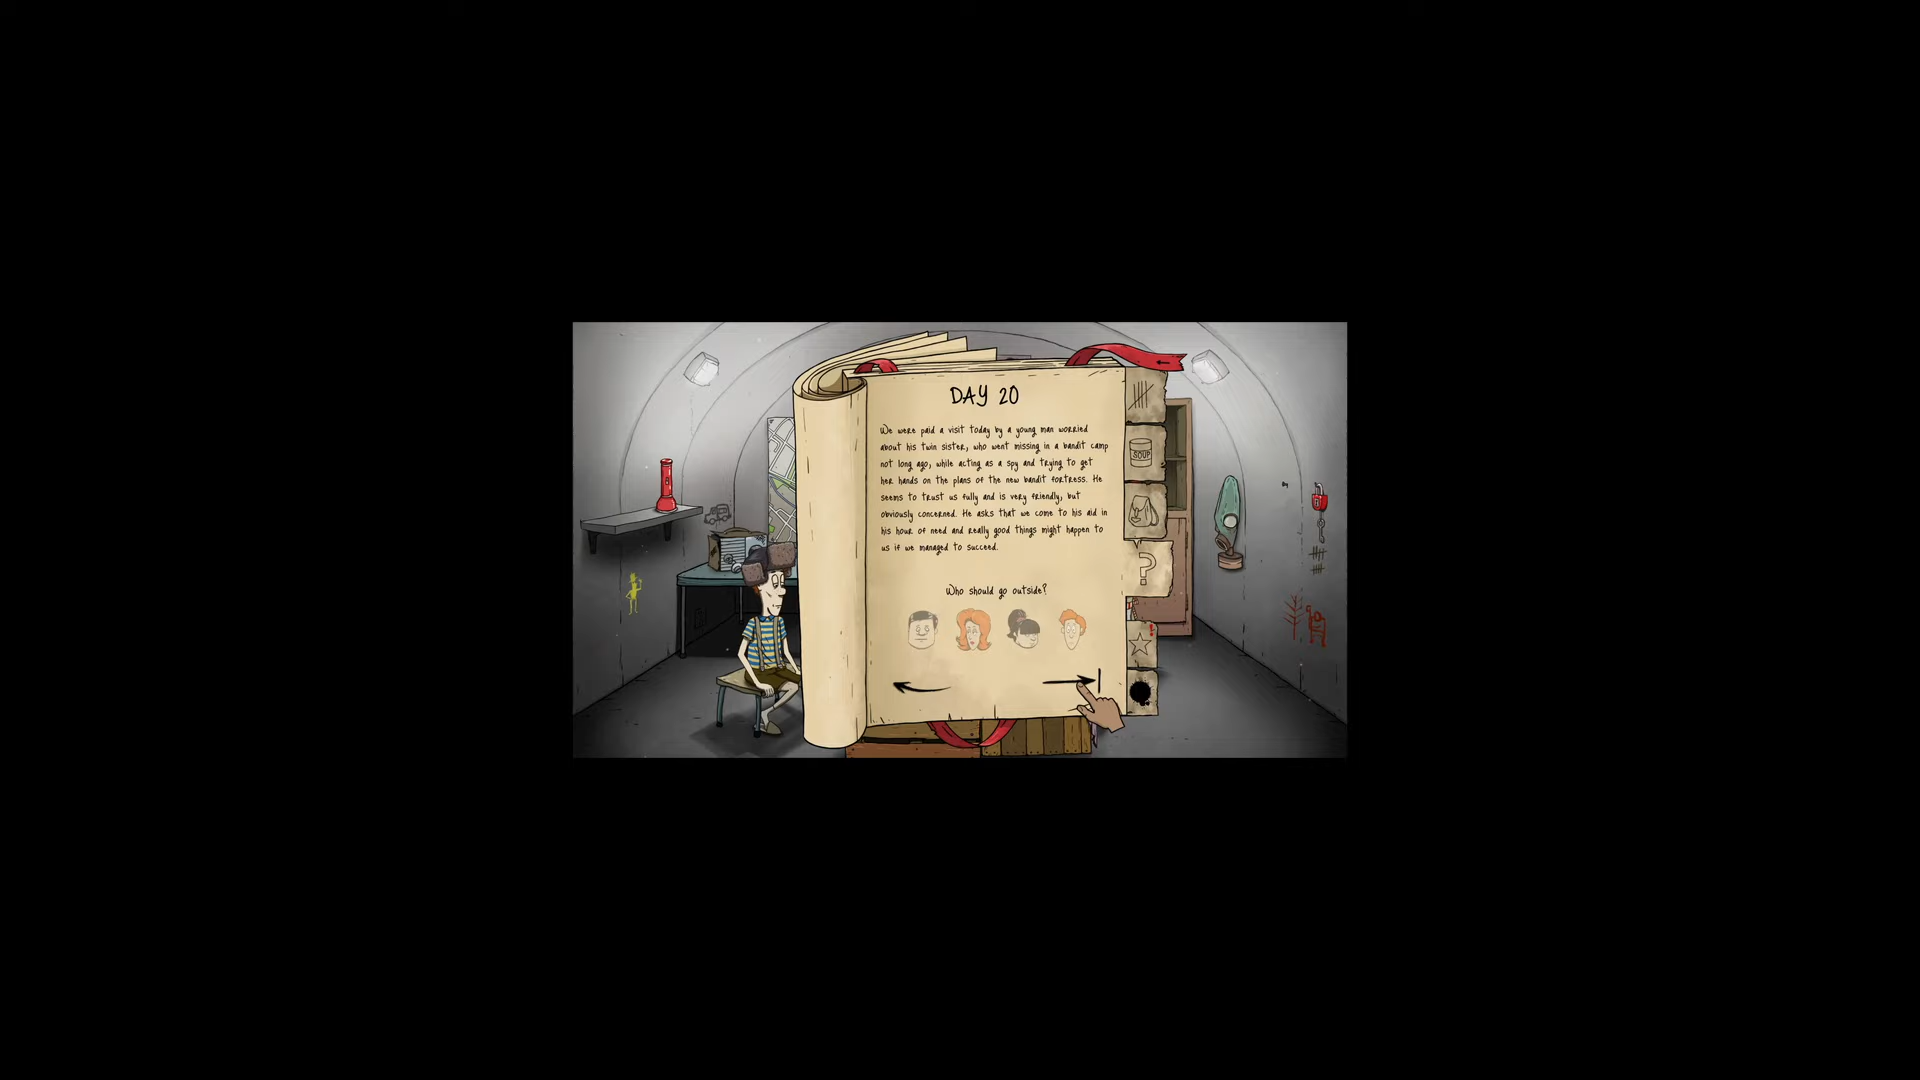 DAY 20
We were paid a visit today by a young man worried
about his twin sister, who went missing in a bandit camp
not long ago, while acting as a spy and trying to get
her hands on the plans of the new bandit fortress. He
seems to trust us fully and is very friendly, but
obviously concerned. He asks that we come to his aid in
his hour of need and really good things might happen to
us if we managed to succeed.
Who should go outside?
SOUP